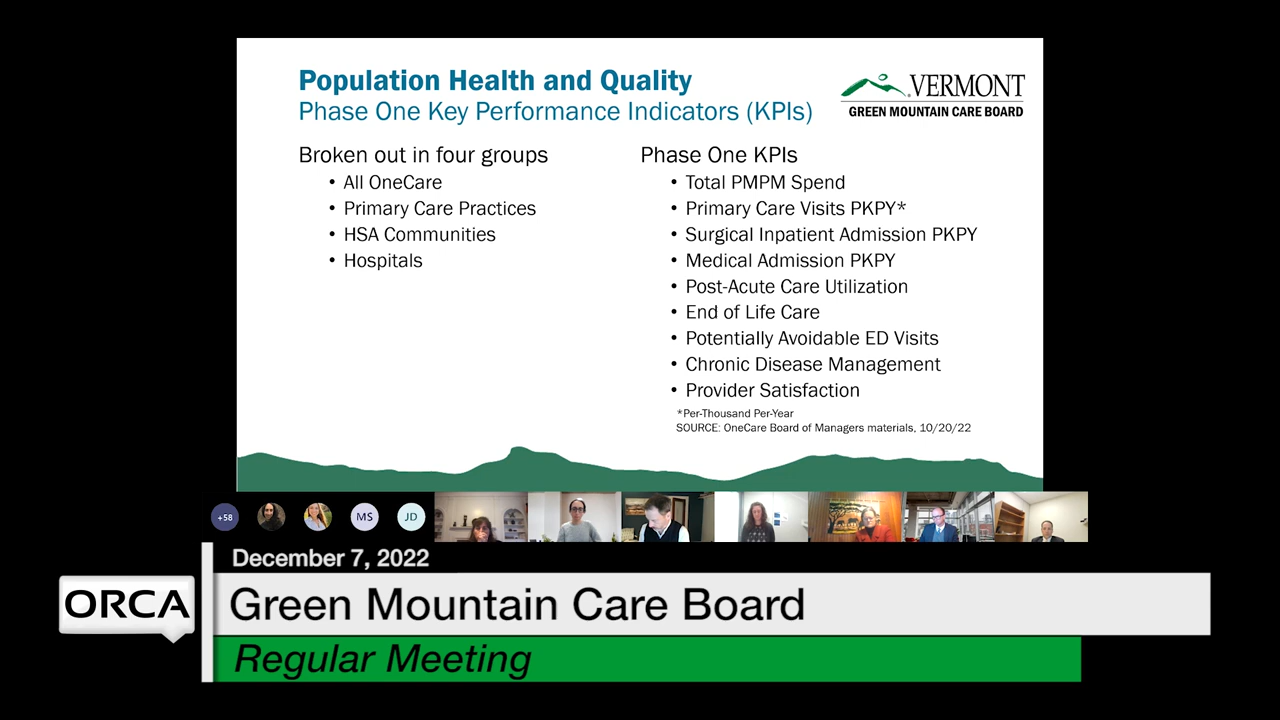 Population Health and Quality
Phase One Key Performance Indicators (KPIs)
VERMONT
GREEN MOUNTAIN CARE BOARD
Broken out in four groups
• All OneCare
• Primary Care Practices
• HSA Communities
• Hospitals
Phase One KPIs
• Total PMPM Spend
• Primary Care Visits PKPY*
• Surgical Inpatient Admission PKPY
• Medical Admission PKPY
• Post-Acute Care Utilization
• End of Life Care
• Potentially Avoidable ED Visits
• Chronic Disease Management
• Provider Satisfaction
*Per-Thousand Per-Year
SOURCE: OneCare Board of Managers materials, 10/20/22
+58
MS
JD
December 7, 2022
ORCA
Green Mountain Care Board
Regular Meeting